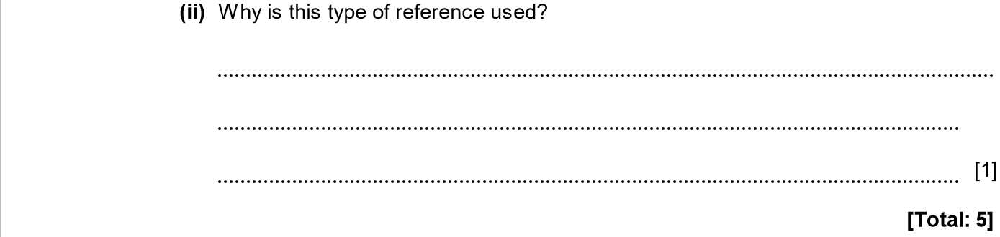 (ii) Why is this type of reference used?
................................................................................................................................
................................................................................................................................
................................................................................................................................ [1]
[Total: 5]